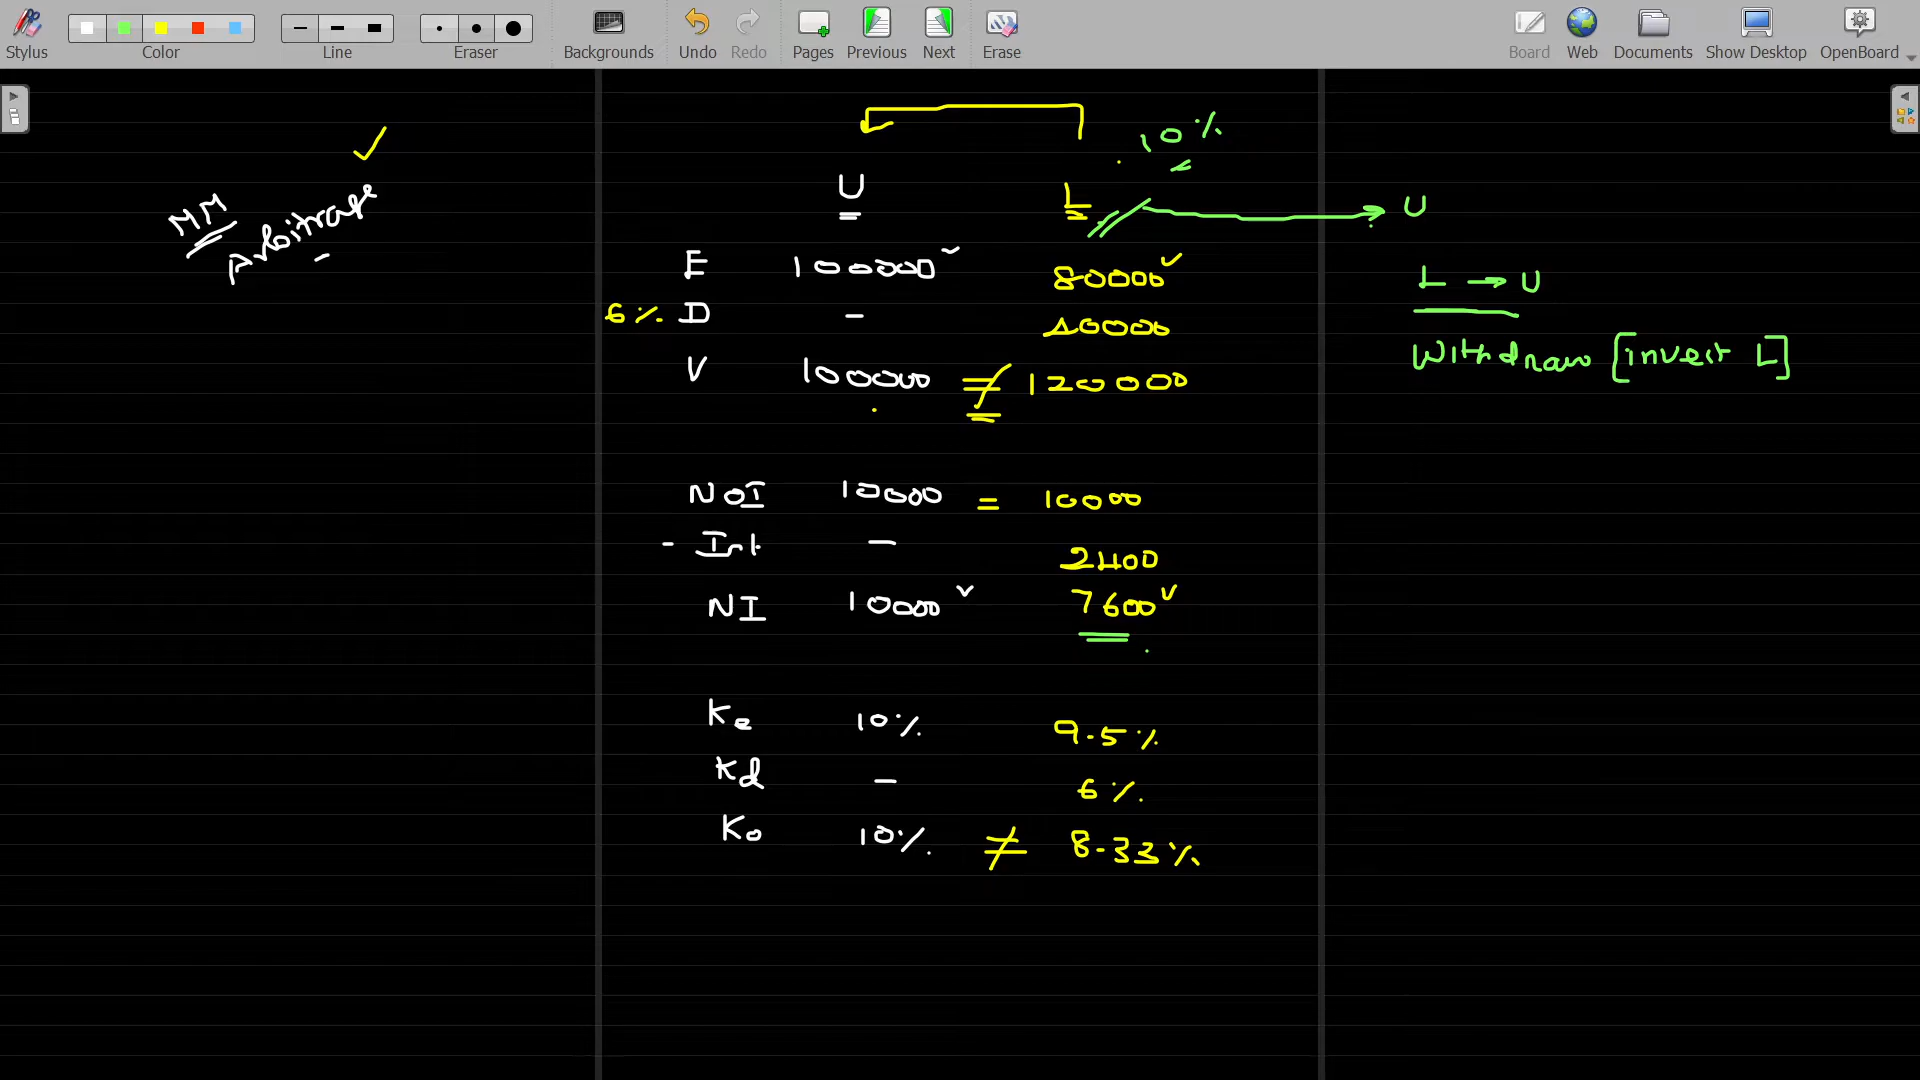 Stylus Color Line Eraser Backgrounds Undo Redo Pages Previous Next Erase Board Web Documents Show Desktop OpenBoard
MM
Arbitrage
10%
U L U
E 100000 80000
6% D - 40000
V 100000 ≠ 120000
NOI 10000 = 10000
- Int - 2400
NI 10000 7600
Ke 10% 9.5%
Kd - 6%
Ko 10% ≠ 8.33%
L → U
Withdraw [invest L]